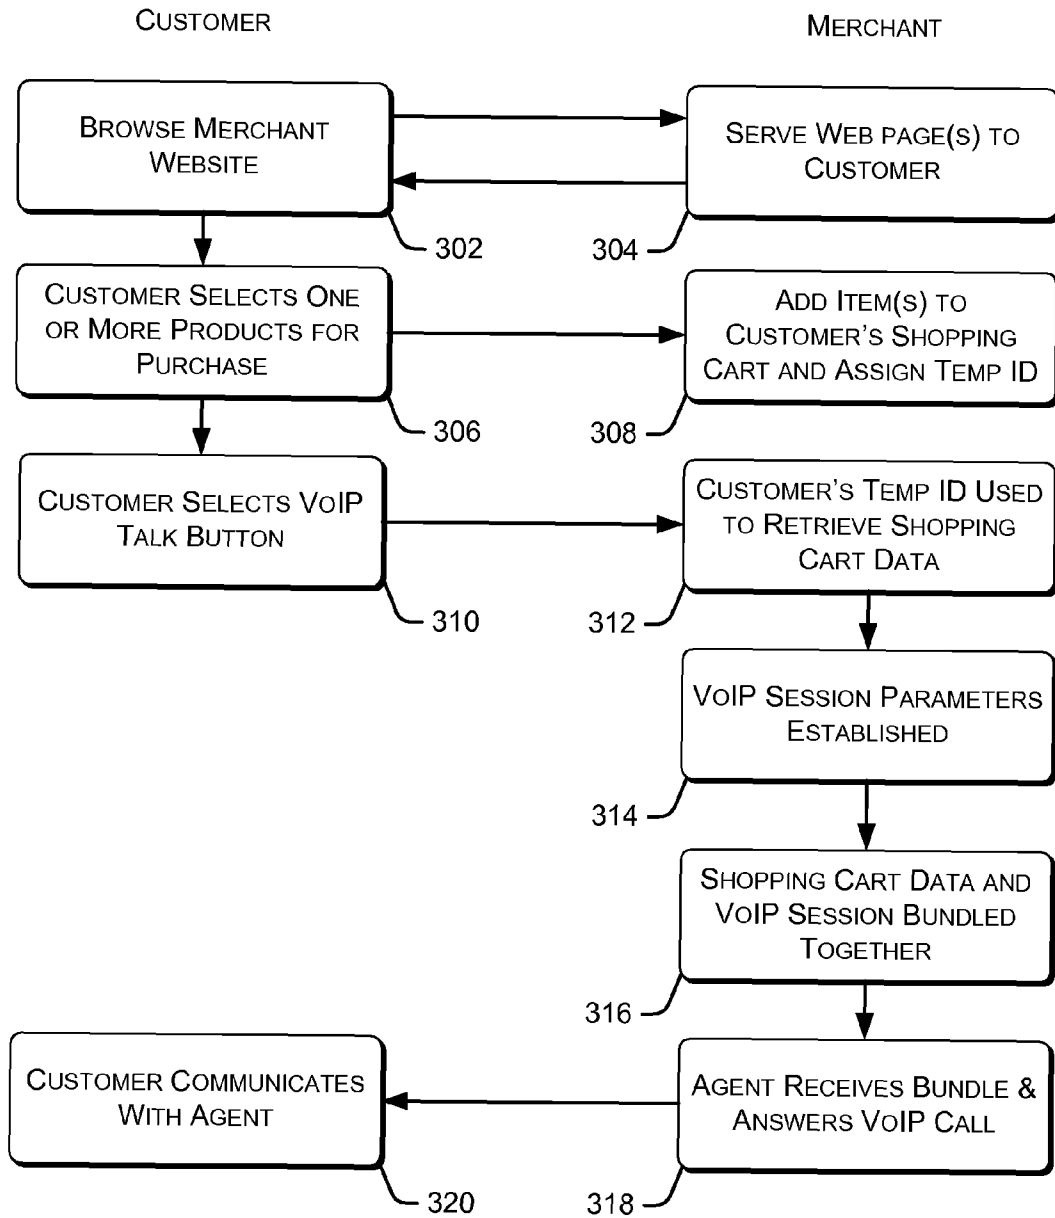 CUSTOMER
MERCHANT
BROWSE MERCHANT
WEBSITE
SERVE WEB PAGE(S) TO
CUSTOMER
302
304
CUSTOMER SELECTS ONE
OR MORE PRODUCTS FOR
PURCHASE
ADD ITEM(S) TO
CUSTOMER'S SHOPPING
CART AND ASSIGN TEMP ID
306
308
CUSTOMER SELECTS VOIP
TALK BUTTON
CUSTOMER'S TEMP ID USED
TO RETRIEVE SHOPPING
CART DATA
310
312
VOIP SESSION PARAMETERS
ESTABLISHED
314
SHOPPING CART DATA AND
VOIP SESSION BUNDLED
TOGETHER
316
CUSTOMER COMMUNICATES
WITH AGENT
AGENT RECEIVES BUNDLE &
ANSWERS VOIP CALL
320
318